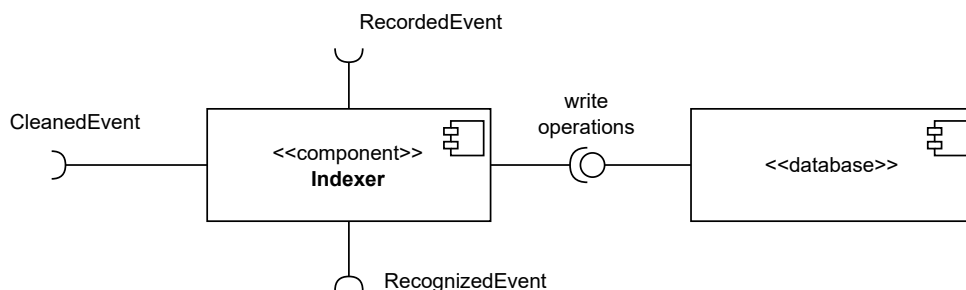 RecordedEvent
CleanedEvent
<<component>>
Indexer
write
operations
<<database>>
RecognizedEvent